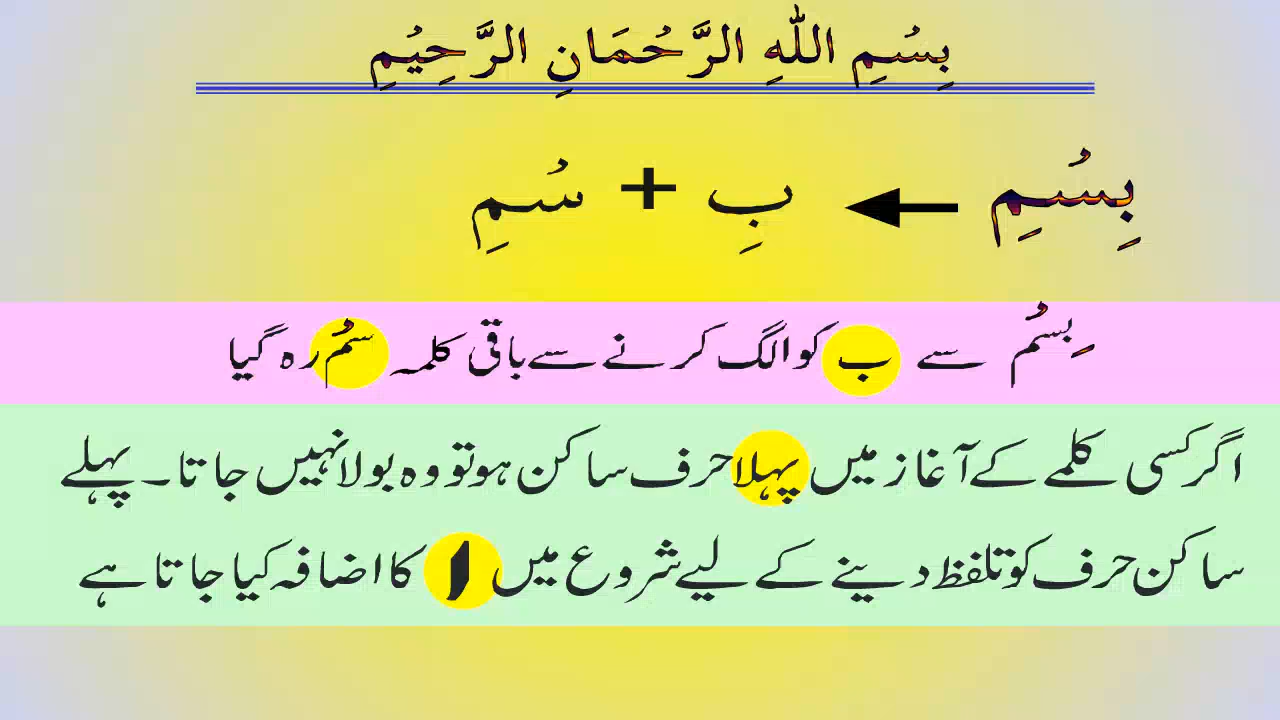 بِسْمِ اللّٰهِ الرَّحْمَانِ الرَّحِيْمِ
بِسْمِ ← بِ + سْمِ
بِسْم سے ب کو الگ کرنے سے باقی کلمہ سْم رہ گیا
اگر کسی کلمے کے آغاز میں پہلا حرف ساکن ہو تو وہ بولا نہیں جاتا۔ پہلے
ساکن حرف کو تلفظ دینے کے لیے شروع میں ا کا اضافہ کیا جاتا ہے